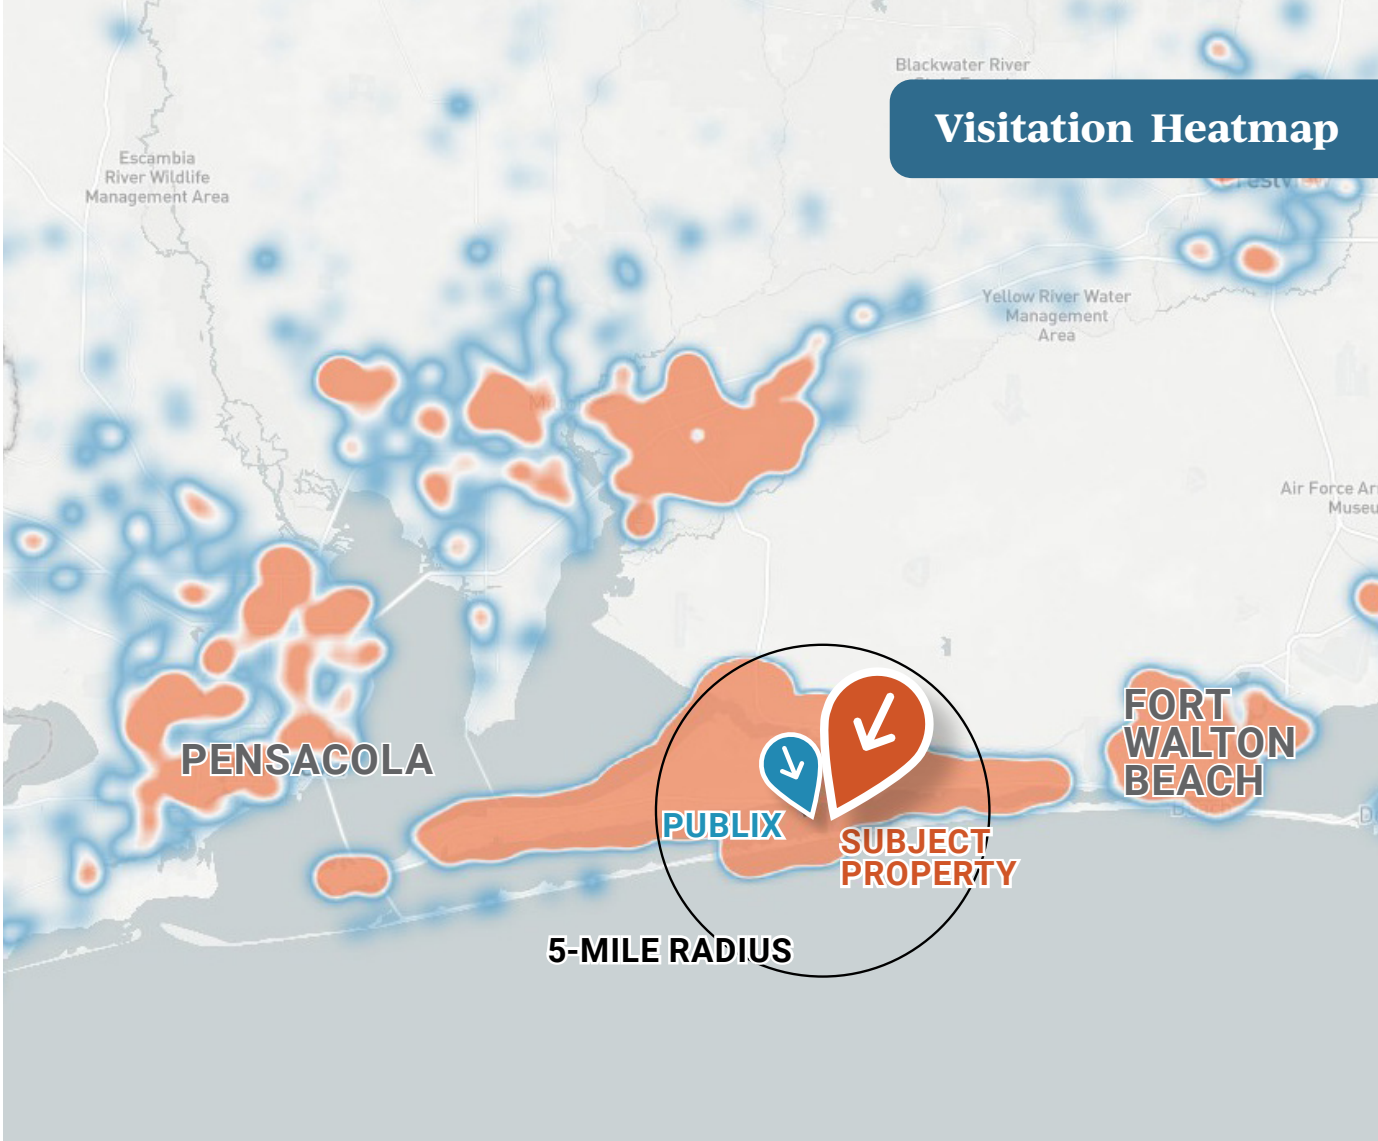 Blackwater River
Visitation Heatmap
Escambia
River Wildlife
Management Area
Yellow River Water
Management
Area
Air Force Ar
Museu
FORT
WALTON
BEACH
PENSACOLA
PUBLIX
SUBJECT
PROPERTY
5-MILE RADIUS